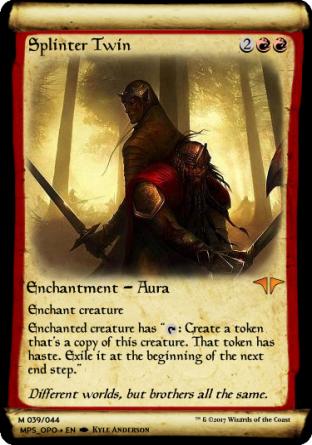 Splinter Twin 2
Enchantment – Aura
Enchant creature
Enchanted creature has “: Create a token
that's a copy of this creature. That token has
haste. Exile it at the beginning of the next
end step.”
Different worlds, but brothers all the same.
M 039/044
MPS_OPO • EN Kyle Anderson
™ & ©2017 Wizards of the Coast